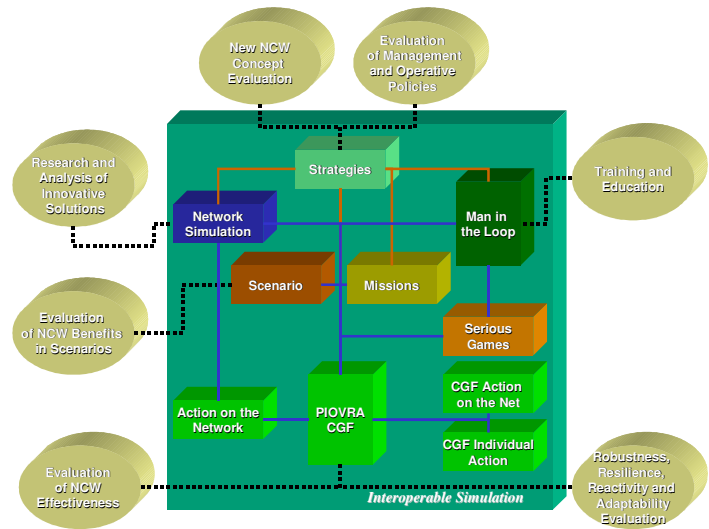 New NCW
Concept
Evaluation
Evaluation
of Management
and Operative
Policies
Research and
Analysis of
Innovative
Solutions
Strategies
Training and
Education
Network
Simulation
Man in
the Loop
Scenario
Missions
Evaluation
of NCW Benefits
in Scenarios
Serious
Games
CGF Action
on the Net
Action on the
Network
PIOVRA
CGF
CGF Individual
Action
Evaluation
of NCW
Effectiveness
Robustness,
Resilience,
Reactivity and
Adaptability
Evaluation
Interoperable Simulation